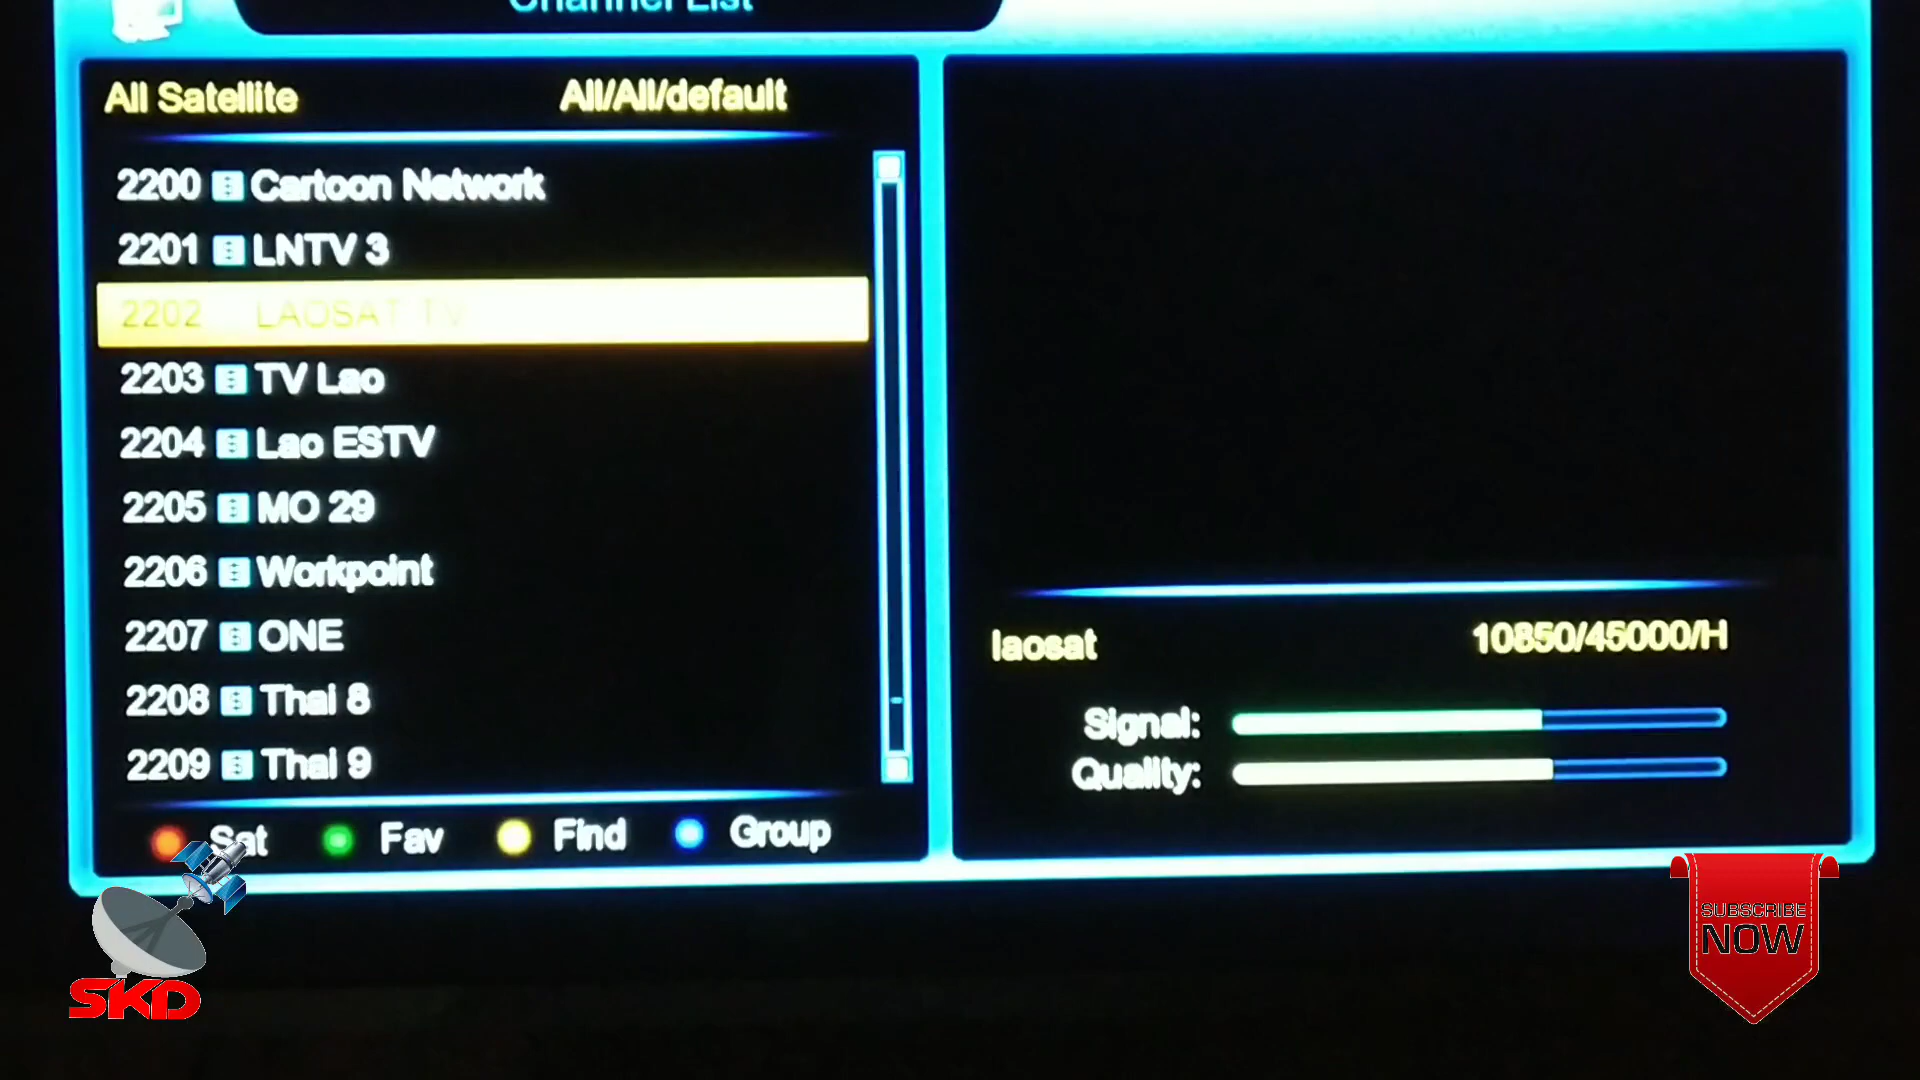 Channel List
All Satellite All/All/default
2200 Cartoon Network
2201 LNTV 3
2202 LAOSAT TV
2203 TV Lao
2204 Lao ESTV
2205 MO 29
2206 Workpoint
2207 ONE
2208 Thai 8
2209 Thai 9
Sat Fav Find Group
laosat 10850/45000/H
Signal:
Quality:
SKD
SUBSCRIBE
NOW